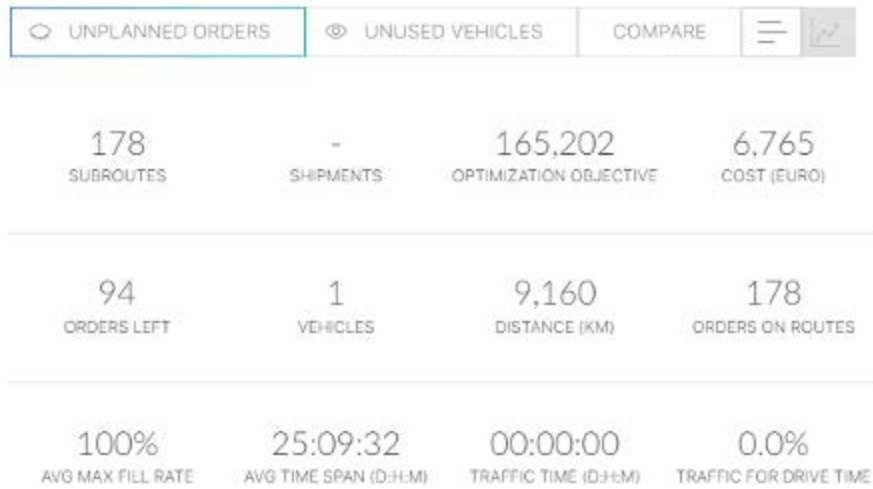 UNPLANNED ORDERS UNUSED VEHICLES COMPARE
178 - 165,202 6,765
SUBROUTES SHIPMENTS OPTIMIZATION OBJECTIVE COST (EURO)
94 1 9,160 178
ORDERS LEFT VEHICLES DISTANCE (KM) ORDERS ON ROUTES
100% 25:09:32 00:00:00 0.0%
AVG MAX FILL RATE AVG TIME SPAN (D:H:M) TRAFFIC TIME (D:H:M) TRAFFIC FOR DRIVE TIME